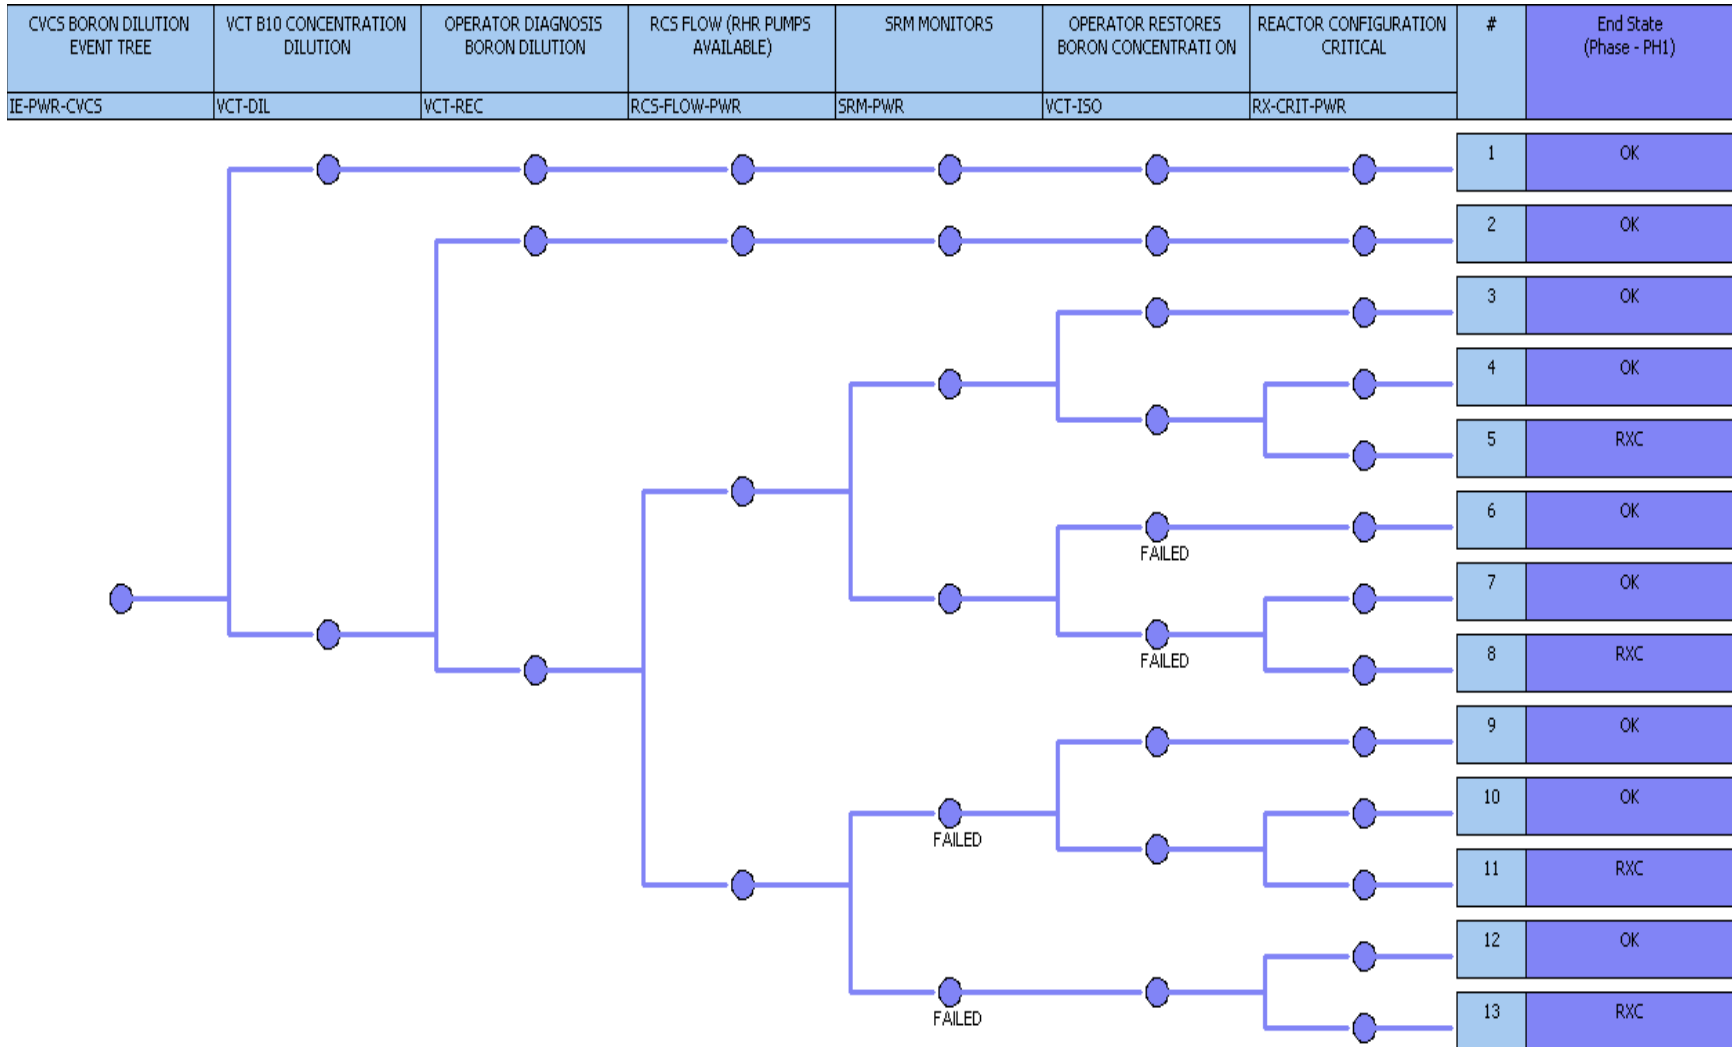 CVCS BORON DILUTION
EVENT TREE
VCT B10 CONCENTRATION
DILUTION
OPERATOR DIAGNOSIS
BORON DILUTION
RCS FLOW (RHR PUMPS
AVAILABLE)
SRM MONITORS
OPERATOR RESTORES
BORON CONCENTRATI ON
REACTOR CONFIGURATION
CRITICAL
#
End State
(Phase - PH1)
IE-PWR-CVCS
VCT-DIL
VCT-REC
RCS-FLOW-PWR
SRM-PWR
VCT-ISO
RX-CRIT-PWR
1 OK
2 OK
3 OK
4 OK
5 RXC
6 OK
FAILED
7 OK
8 RXC
FAILED
9 OK
10 OK
FAILED
11 RXC
12 OK
13 RXC
FAILED